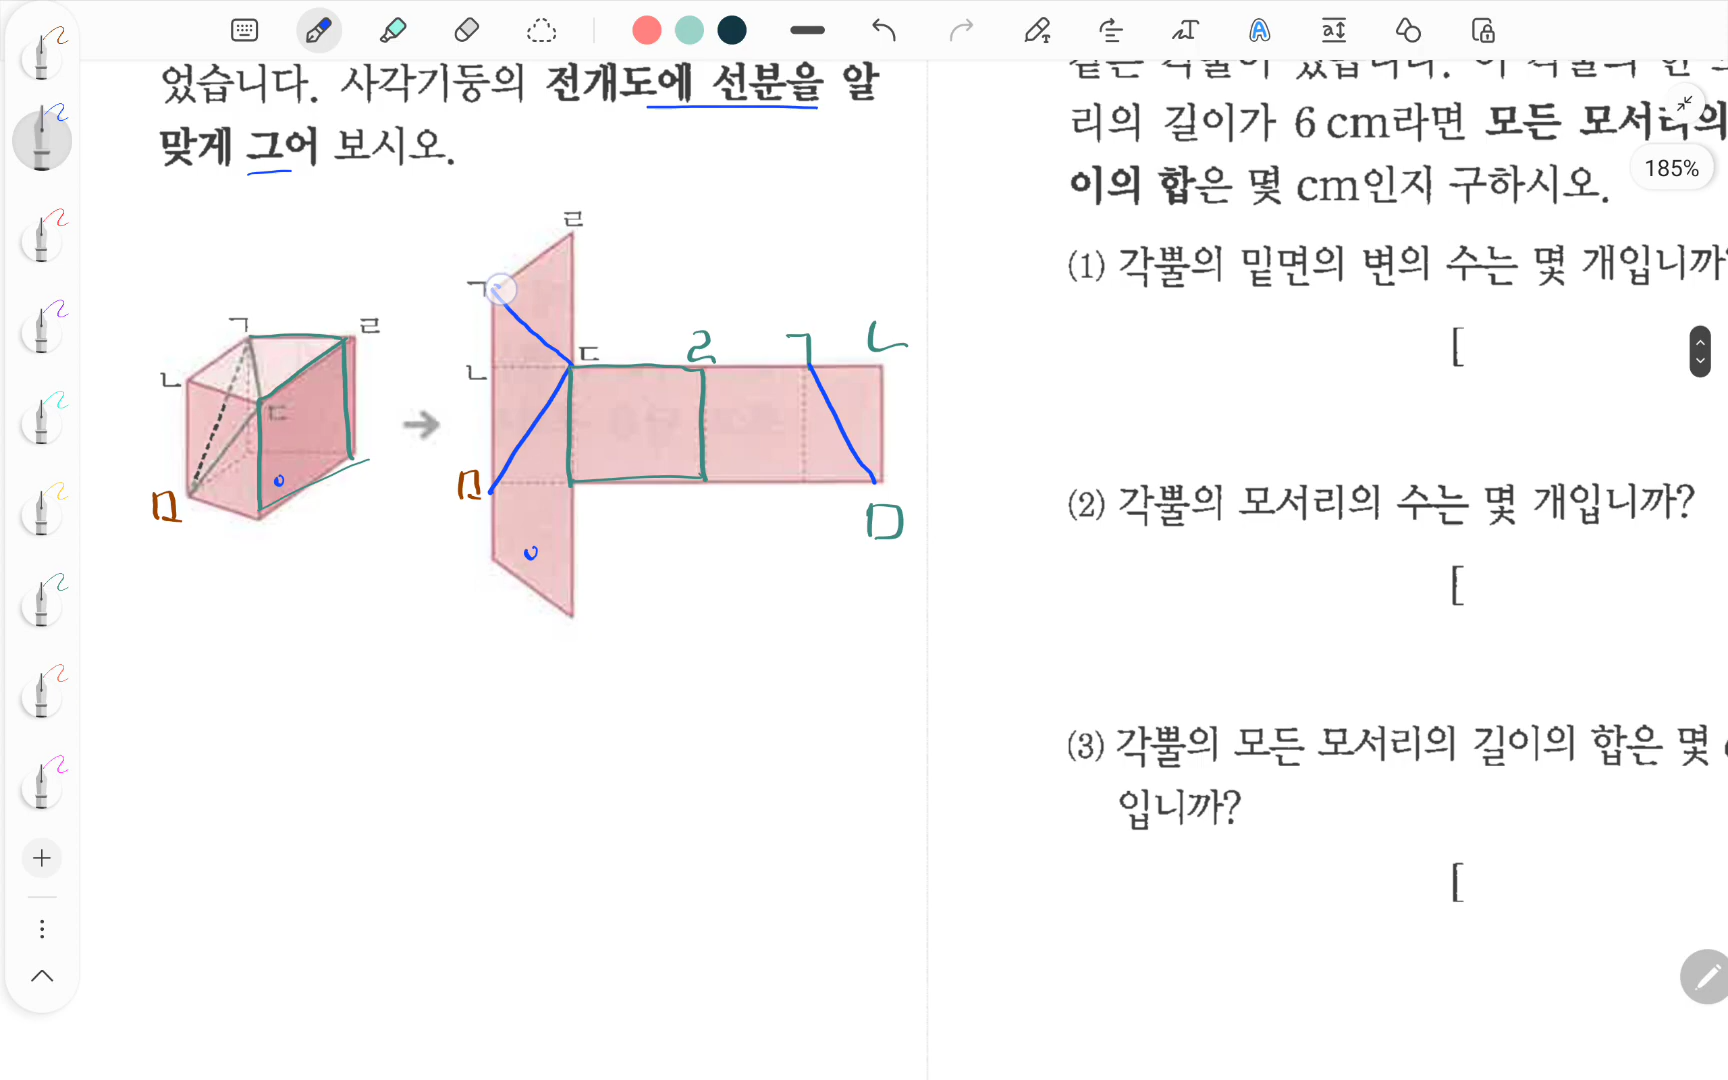 었습니다. 사각기둥의 전개도에 선분을 알
맞게 그어 보시오.
ㄱ
ㄹ
ㄴ
ㄷ
ㅁ
ㄹ
ㄱ
ㄷ
ㄴ
ㅁ
ㄹ
ㄱ
ㄴ
ㅁ
리의 길이가 6 cm라면 모든 모서리의
이의 합은 몇 cm인지 구하시오.
185%
(1) 각뿔의 밑면의 변의 수는 몇 개입니까?
[
(2) 각뿔의 모서리의 수는 몇 개입니까?
[
(3) 각뿔의 모든 모서리의 길이의 합은 몇
입니까?
[